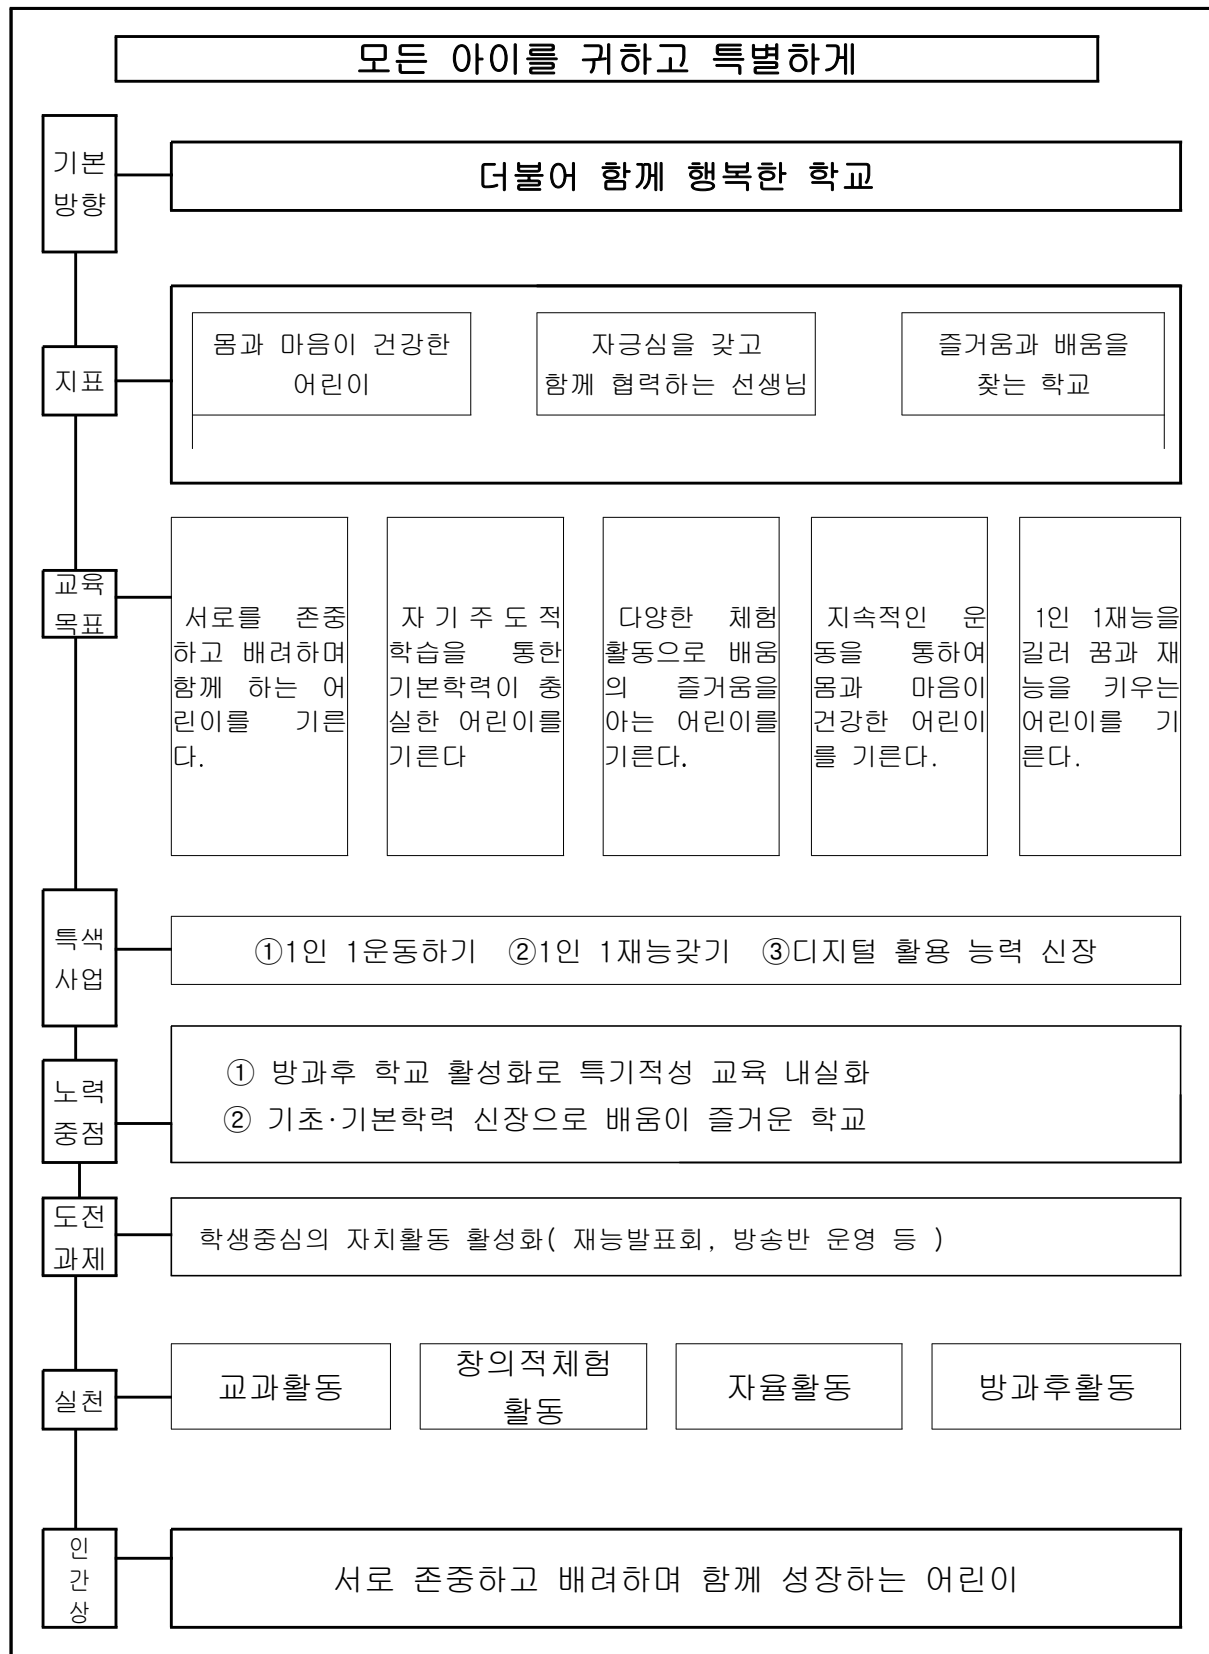 모든 아이를 귀하고 특별하게
기본
방향
더불어 함께 행복한 학교
지표
몸과 마음이 건강한
어린이
자긍심을 갖고
함께 협력하는 선생님
즐거움과 배움을
찾는 학교
교육
목표
서로를 존중
하고 배려하며
함께 하는 어
린이를 기른
다.
자기주도적
학습을 통한
기본학력이 충
실한 어린이를
기른다
다양한 체험
활동으로 배움
의 즐거움을
아는 어린이를
기른다.
지속적인 운
동을 통하여
몸과 마음이
건강한 어린이
를 기른다.
1인 1재능을
길러 꿈과 재
능을 키우는
어린이를 기
른다.
특색
사업
①1인 1운동하기 ②1인 1재능갖기 ③디지털 활용 능력 신장
노력
중점
① 방과후 학교 활성화로 특기적성 교육 내실화
② 기초·기본학력 신장으로 배움이 즐거운 학교
도전
과제
학생중심의 자치활동 활성화( 재능발표회, 방송반 운영 등 )
실천
교과활동
창의적체험
활동
자율활동
방과후활동
인
간
상
서로 존중하고 배려하며 함께 성장하는 어린이